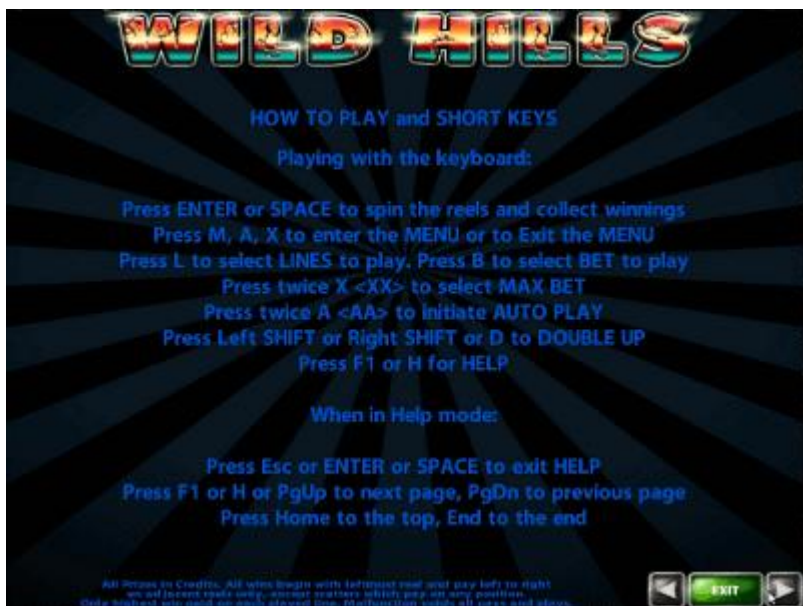 WILD HILLS
HOW TO PLAY and SHORT KEYS
Playing with the keyboard:
Press ENTER or SPACE to spin the reels and collect winnings
Press M, A, X to enter the MENU or to Exit the MENU
Press L to select LINES to play. Press B to select BET to play
Press twice X <XX> to select MAX BET
Press twice A <AA> to initiate AUTO PLAY
Press Left SHIFT or Right SHIFT or D to DOUBLE UP
Press F1 or H for HELP
When in Help mode:
Press Esc or ENTER or SPACE to exit HELP
Press F1 or H or PgUp to next page, PgDn to previous page
Press Home to the top, End to the end
All Prizes in Credits. All wins begin with leftmost reel and pay left to right
on adjacent reels only, except scatters which pay on any position.
Only highest win paid on each played line. Malfunction voids all pays and plays.
EXIT